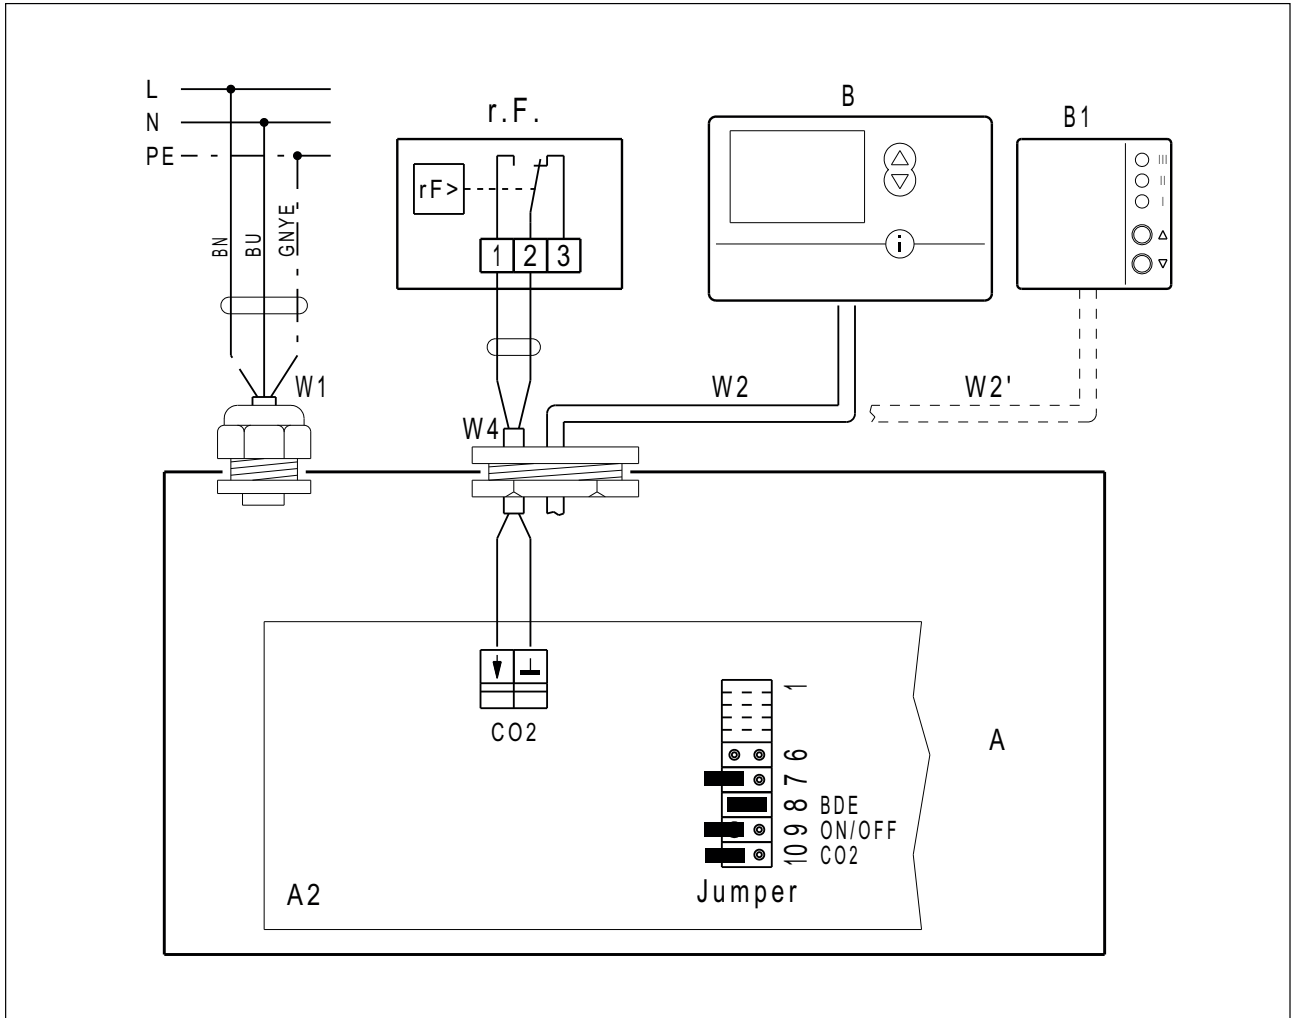 L
N
PE
BN
BU
GNYE
W1
r.F.
rF>
1 2 3
B
i
B1
III
II
I
W2
W2'
W4
CO2
1
6
7
8 BDE
9 ON/OFF
10 CO2
Jumper
A
A2